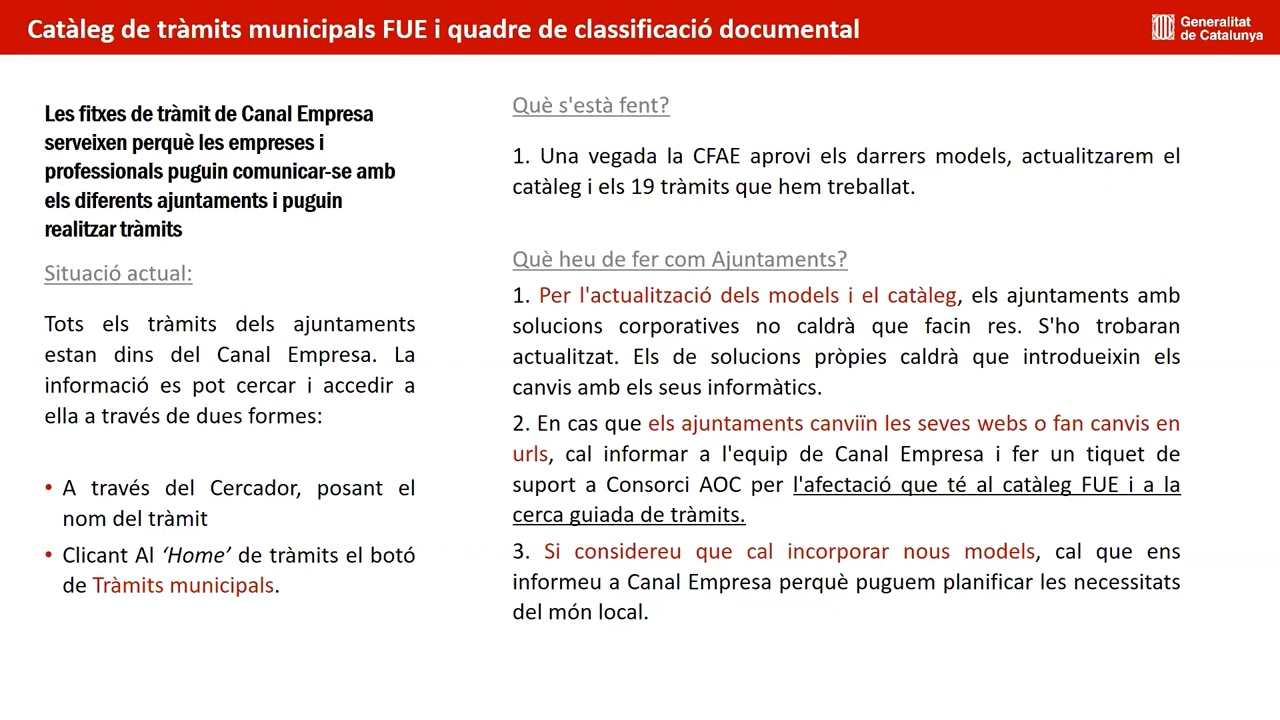 Catàleg de tràmits municipals FUE i quadre de classificació documental
Generalitat
de Catalunya
Les fitxes de tràmit de Canal Empresa
serveixen perquè les empreses i
professionals puguin comunicar-se amb
els diferents ajuntaments i puguin
realitzar tràmits
Situació actual:
Tots els tràmits dels ajuntaments
estan dins del Canal Empresa. La
informació es pot cercar i accedir a
ella a través de dues formes:
• A través del Cercador, posant el
nom del tràmit
• Clicant Al ‘Home’ de tràmits el botó
de Tràmits municipals.
Què s'està fent?
1. Una vegada la CFAE aprovi els darrers models, actualitzarem el
catàleg i els 19 tràmits que hem treballat.
Què heu de fer com Ajuntaments?
1. Per l'actualització dels models i el catàleg, els ajuntaments amb
solucions corporatives no caldrà que facin res. S'ho trobaran
actualitzat. Els de solucions pròpies caldrà que introdueixin els
canvis amb els seus informàtics.
2. En cas que els ajuntaments canviïn les seves webs o fan canvis en
urls, cal informar a l'equip de Canal Empresa i fer un tiquet de
suport a Consorci AOC per l'afectació que té al catàleg FUE i a la
cerca guiada de tràmits.
3. Si considereu que cal incorporar nous models, cal que ens
informeu a Canal Empresa perquè puguem planificar les necessitats
del món local.